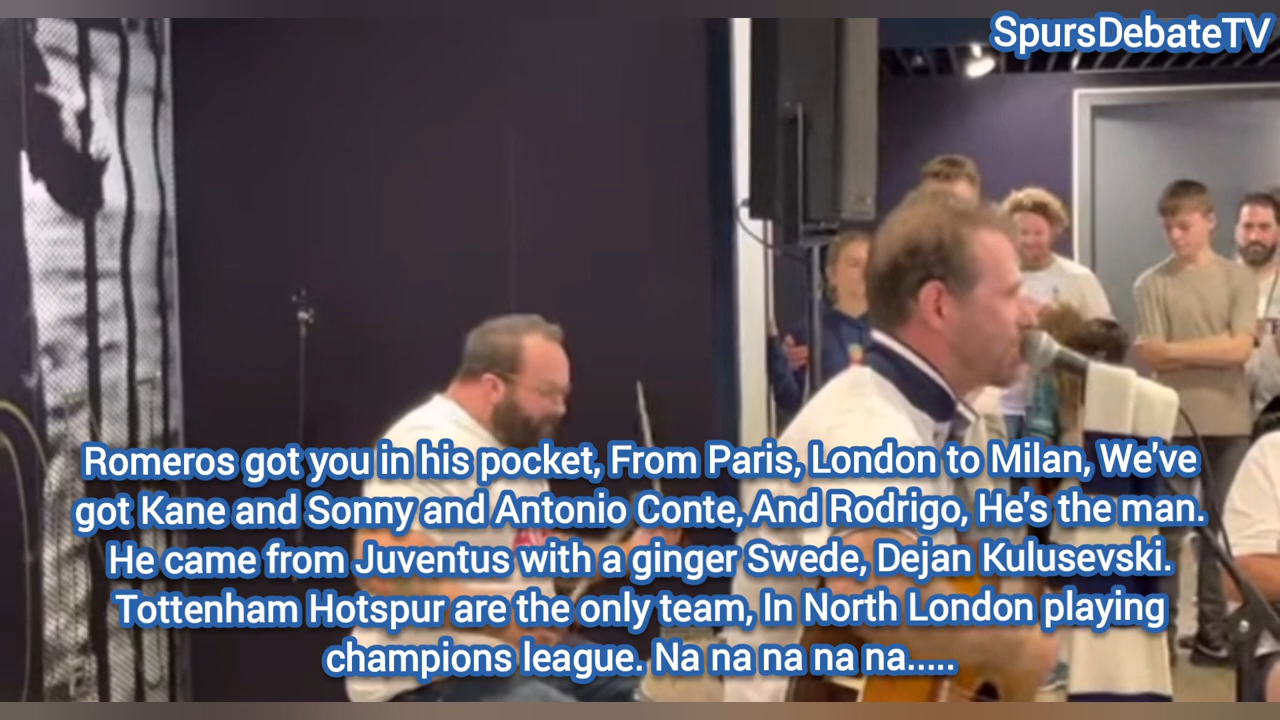 SpursDebateTV
Romeros got you in his pocket, From Paris, London to Milan, We've
got Kane and Sonny and Antonio Conte, And Rodrigo, He's the man.
He came from Juventus with a ginger Swede, Dejan Kulusevski.
Tottenham Hotspur are the only team, In North London playing
champions league. Na na na na na.....